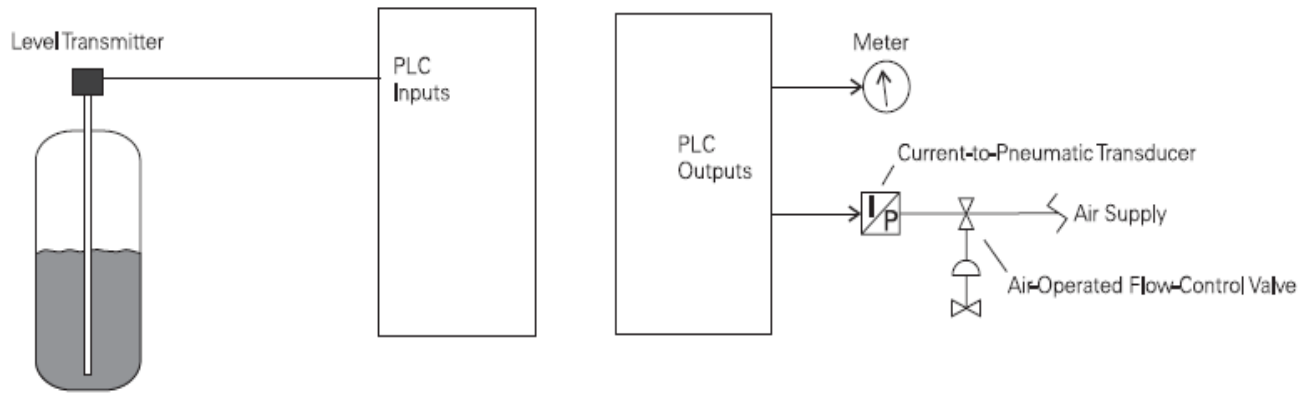 Level Transmitter
PLC
Inputs
PLC
Outputs
Meter
Current-to-Pneumatic Transducer
I
P
Air Supply
Air-Operated Flow-Control Valve